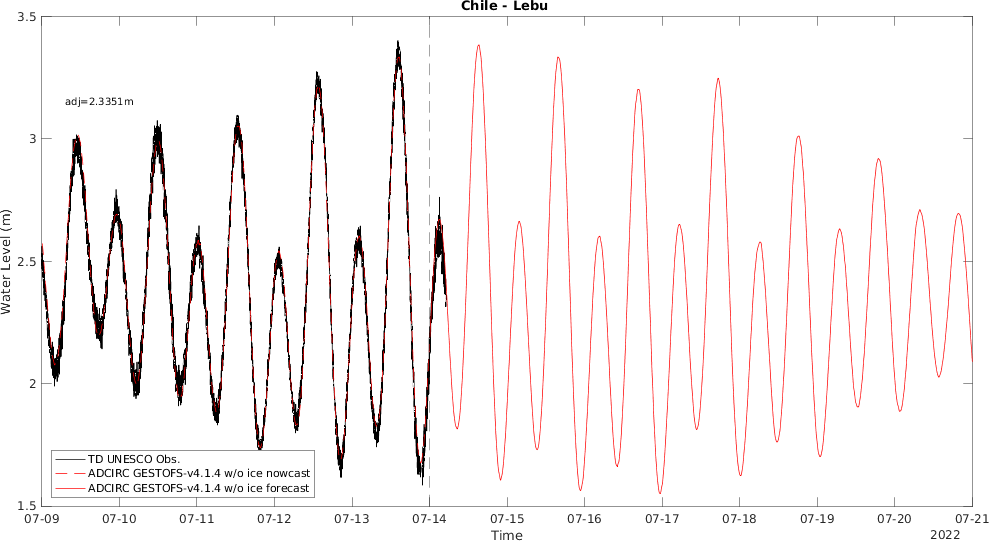 Chile - Lebu
3.5
3
2.5
2
1.5
Water Level (m)
adj=2.3351m
TD UNESCO Obs.
ADCIRC GESTOFS-v4.1.4 w/o ice nowcast
ADCIRC GESTOFS-v4.1.4 w/o ice forecast
07-09 07-10 07-11 07-12 07-13 07-14 07-15 07-16 07-17 07-18 07-19 07-20 07-21
Time
2022